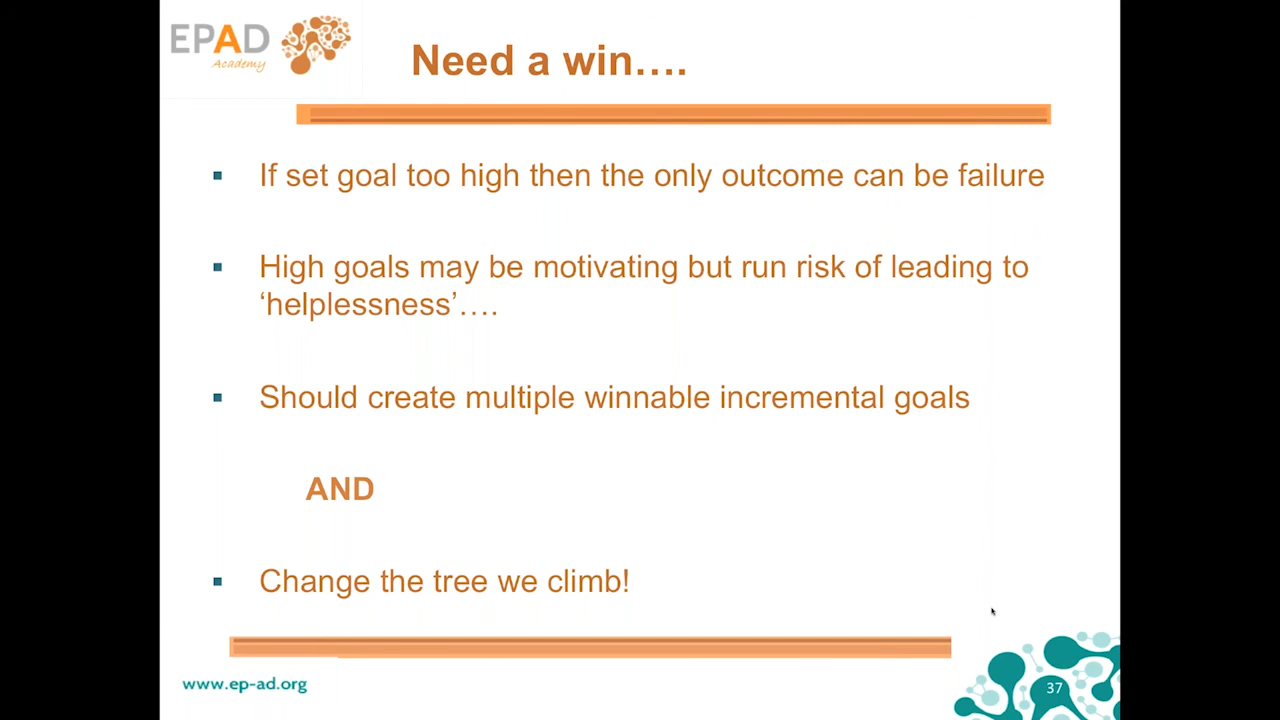 EPAD
Academy
Need a win….
▪ If set goal too high then the only outcome can be failure
▪ High goals may be motivating but run risk of leading to
‘helplessness’….
▪ Should create multiple winnable incremental goals
AND
▪ Change the tree we climb!
www.ep-ad.org
37